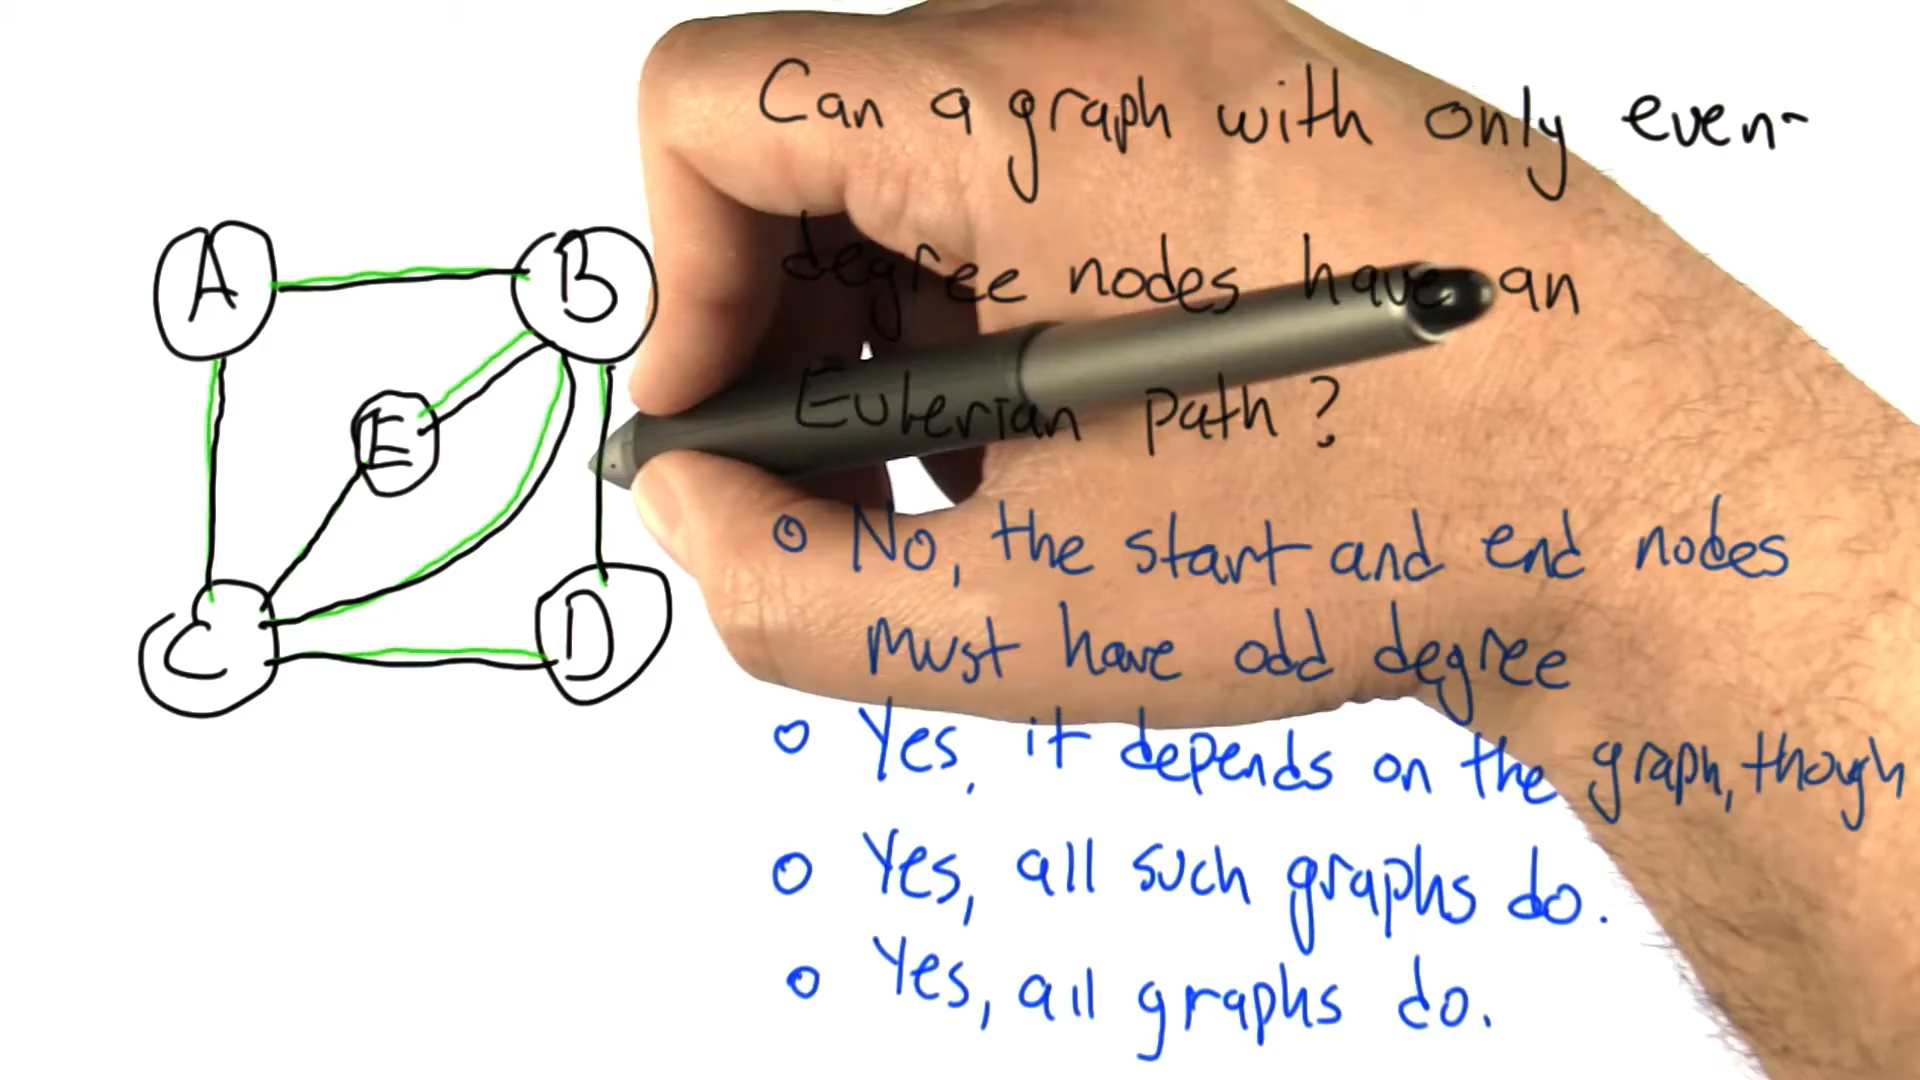 Can a graph with only even-
degree nodes have an
Eulerian path?
A
B
E
C
D
No, the start and end nodes
must have odd degree
Yes, it depends on the graph, though
Yes, all such graphs do.
Yes, all graphs do.